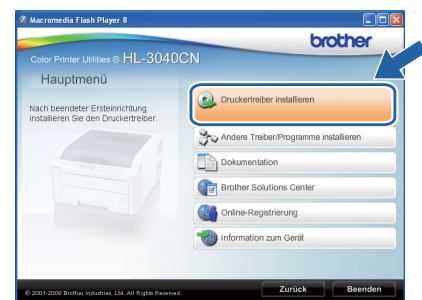 Macromedia Flash Player 8
brother
Color Printer Utilities ® HL-3040CN
Hauptmenü
Nach beendeter Ersteinrichtung
installieren Sie den Druckertreiber.
Druckertreiber installieren
Andere Treiber/Programme installieren
Dokumentation
Brother Solutions Center
Online-Registrierung
Information zum Gerät
© 2001-2008 Brother Industries, Ltd. All Rights Reserved.
Zurück
Beenden